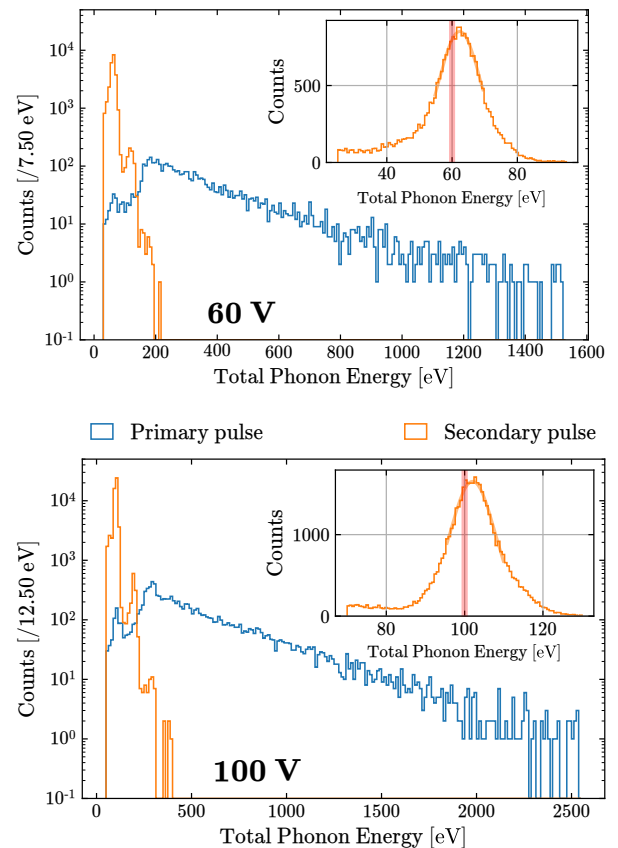 10⁴
10³
10²
10¹
10⁰
10⁻¹
Counts [/7.50 eV]
0 200 400 600 800 1000 1200 1400 1600
Total Phonon Energy [eV]
60 V
500
0
Counts
40 60 80
Total Phonon Energy [eV]
Primary pulse
Secondary pulse
10⁴
10³
10²
10¹
10⁰
10⁻¹
Counts [/12.50 eV]
0 500 1000 1500 2000 2500
Total Phonon Energy [eV]
100 V
1000
0
Counts
80 100 120
Total Phonon Energy [eV]